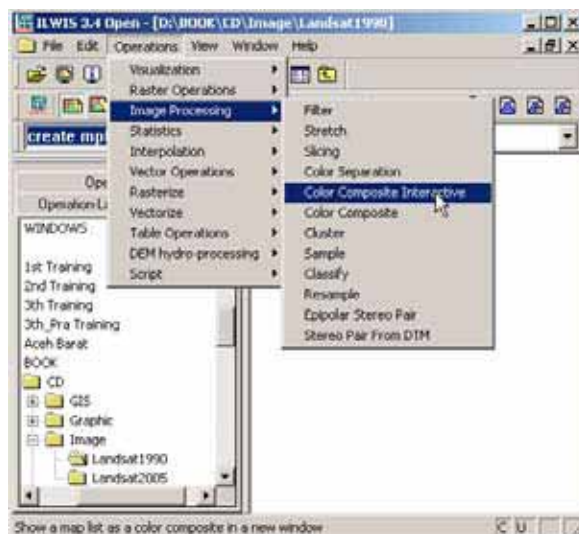 ILWIS 3.4 Open - [D:\BOOK\CD\Image\Landsat1990]
File Edit Operations View Window Help
Visualization
Raster Operations
Image Processing
Statistics
Interpolation
Vector Operations
Rasterize
Vectorize
Table Operations
DEM hydro-processing
Script
Filter
Stretch
Slicing
Color Separation
Color Composite Interactive
Color Composite
Cluster
Sample
Classify
Resample
Epipolar Stereo Pair
Stereo Pair From DTM
create
WINDOWS
1st Training
2nd Training
3th Training
3th_Pra Training
Aceh Barat
BOOK
CD
GIS
Graphic
Image
Landsat1990
Landsat2005
Show a map list as a color composite in a new window
C U